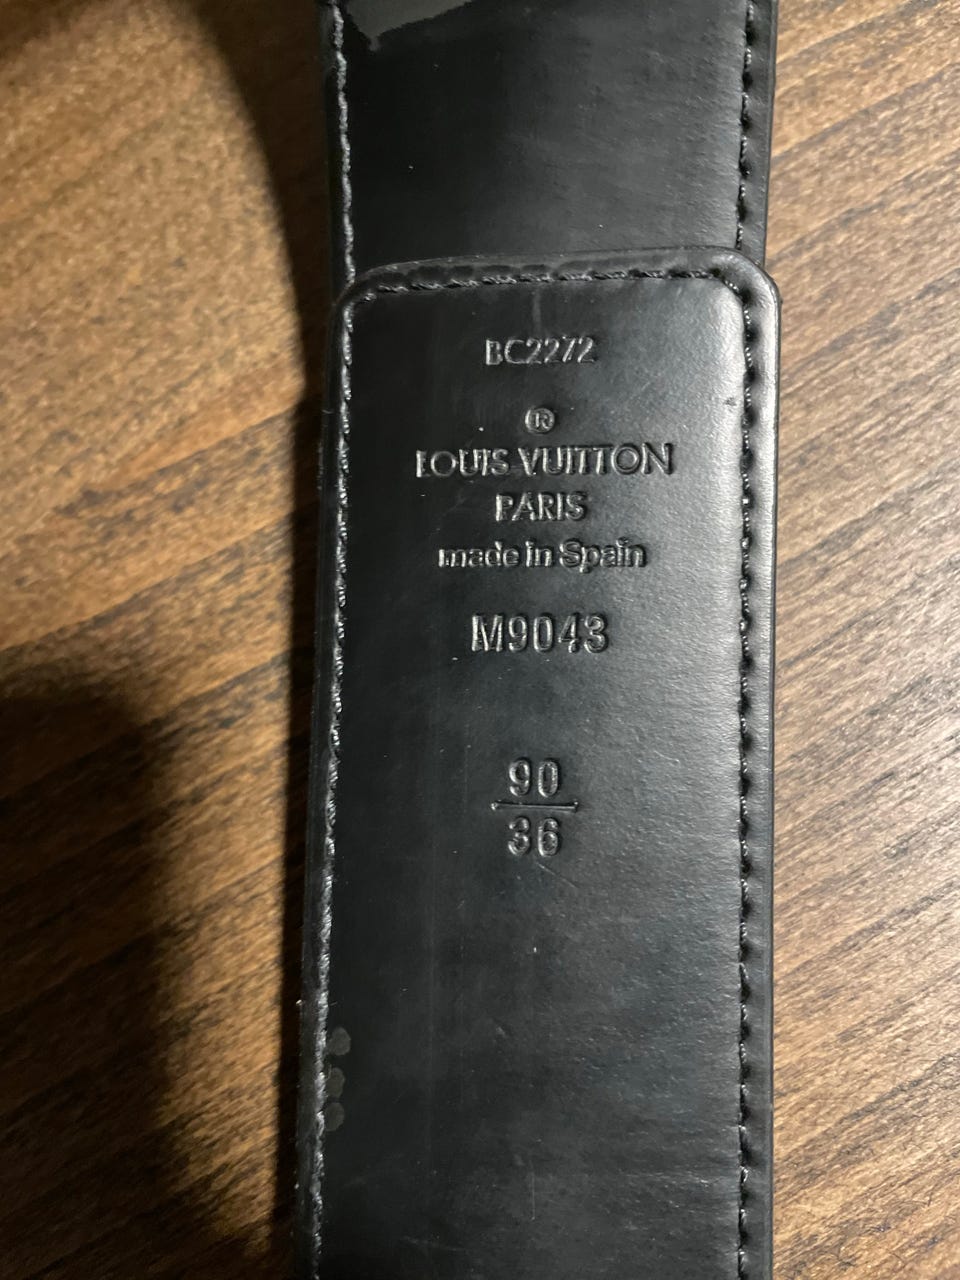 BC2272
®
LOUIS VUITTON
PARIS
made in Spain
M9043
90
36